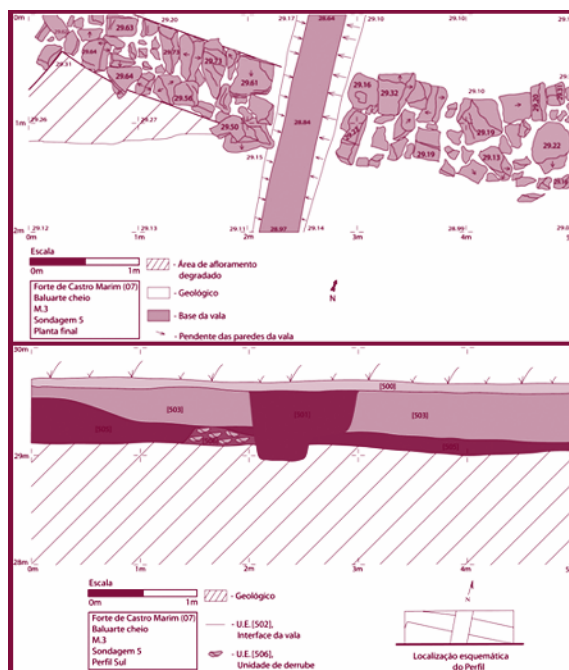 0m 29.20 29.17 28.64 29.10 29.10
29.63
29.64
29.73
29.73
29.31
29.64
29.61
29.16
29.32
29.10
29.20
29.56
29.26 29.27
29.50
28.84
29.19
29.22
1m
29.15
29.19
29.13
29.12 29.13 29.11 28.97 29.14 28.99
2m
0m 1m 2m 3m 4m
Escala
0m 1m
Forte de Castro Marim (07)
Baluarte cheio
M.3
Sondagem 5
Planta final
- Área de afloramento
degradado
- Geológico
- Base da vala
- Pendente das paredes da vala
N
30m
[500]
[503] [501] [503]
29m
28m
0m 1m 2m 3m 4m
Escala
0m 1m
Forte de Castro Marim (07)
Baluarte cheio
M.3
Sondagem 5
Perfil Sul
- Geológico
- U.E. [502],
Interface da vala
- U.E. [506],
Unidade de derrube
N
Localização esquemática
do Perfil